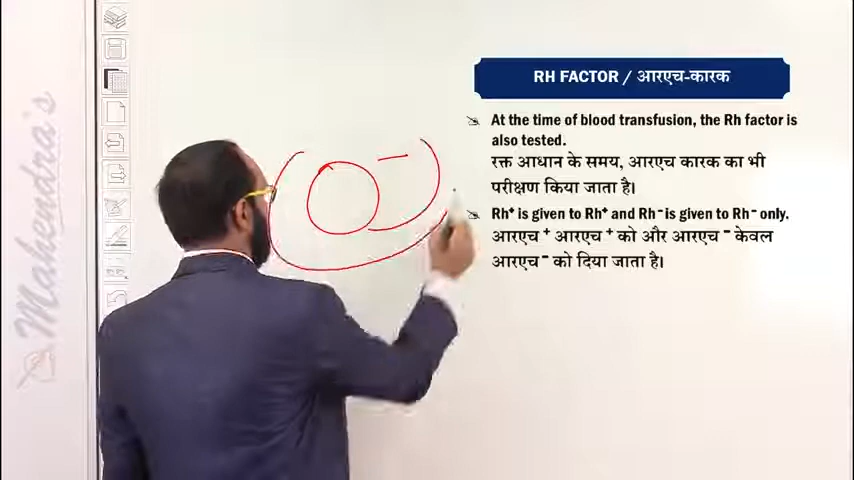 Mahendra's
RH FACTOR / आरएच-कारक
At the time of blood transfusion, the Rh factor is
also tested.
रक्त आधान के समय, आरएच कारक का भी
परीक्षण किया जाता है।
Rh⁺ is given to Rh⁺ and Rh⁻ is given to Rh⁻ only.
आरएच ⁺ आरएच ⁺ को और आरएच ⁻ केवल
आरएच⁻ को दिया जाता है।
O⁻